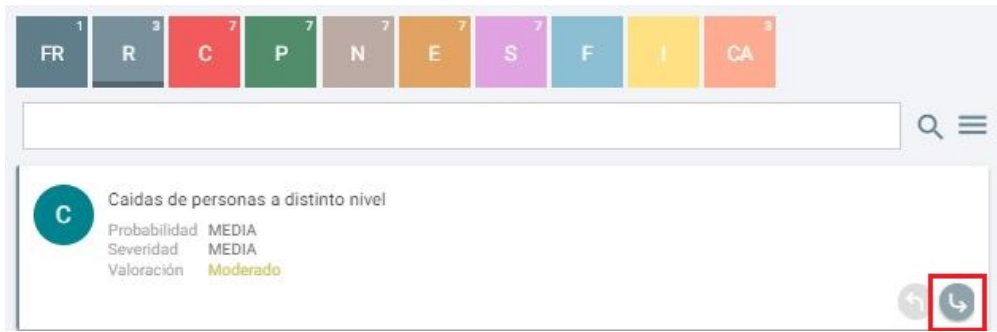 1 3 7 7 7 7 7 3
FR R C P N E S F I CA
C
Caidas de personas a distinto nivel
Probabilidad MEDIA
Severidad MEDIA
Valoración Moderado